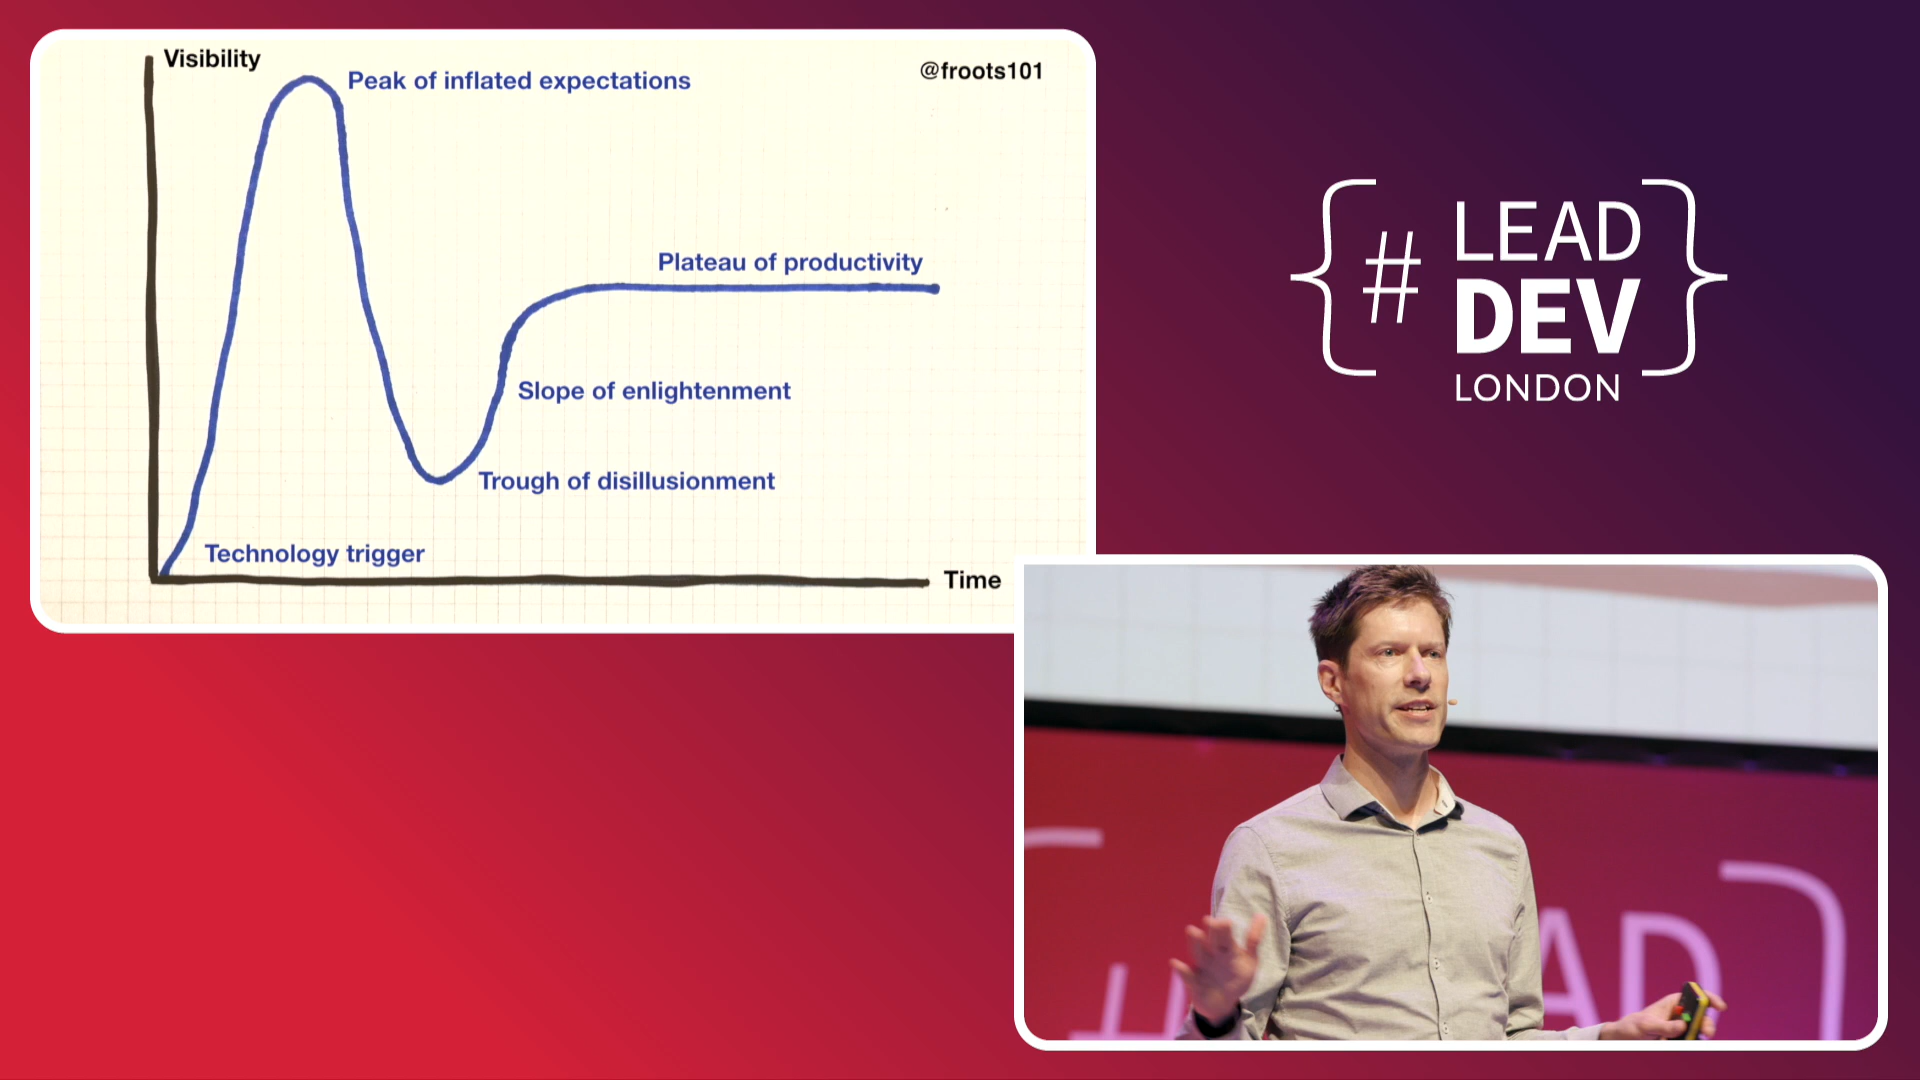 Visibility
Peak of inflated expectations
@froots101
Plateau of productivity
Slope of enlightenment
Trough of disillusionment
Technology trigger
Time
{# LEAD
DEV}
LONDON
# LEAD